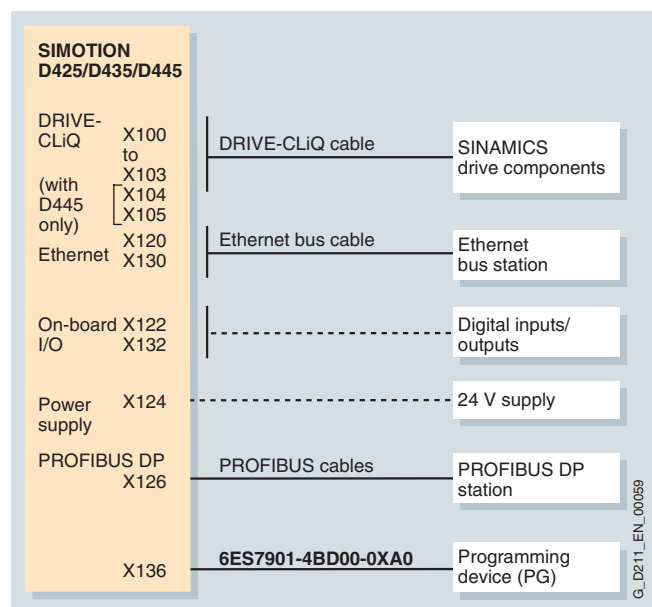 SIMOTION
D425/D435/D445
DRIVE-
CLiQ
X100
to
X103
(with
D445
only)
X104
X105
DRIVE-CLiQ cable
SINAMICS
drive components
Ethernet
X120
X130
Ethernet bus cable
Ethernet
bus station
On-board X122
I/O X132
Digital inputs/
outputs
Power
supply
X124
24 V supply
PROFIBUS DP
X126
PROFIBUS cables
PROFIBUS DP
station
X136
6ES7901-4BD00-0XA0
Programming
device (PG)
G_D211_EN_00059